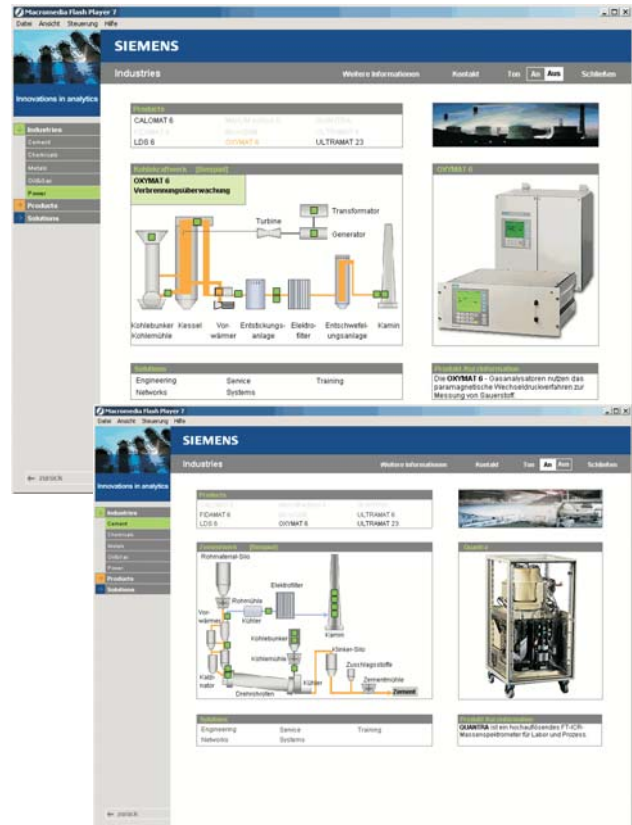 Macromedia Flash Player 7
Datei Ansicht Steuerung Hilfe
SIEMENS
Industries
Weitere Informationen Kontakt Ton An Aus Schließen
Innovations in analytics
Industries
Cement
Chemicals
Metals
Oil&Gas
Power
Products
Solutions
Products
CALOMAT 6
LDS 6 OXYMAT 6 ULTRAMAT 23
Kohlekraftwerk [Beispiel]
OXYMAT 6
Verbrennungsüberwachung
Turbine
Transformator
Generator
Kohlebunker Kessel Vor- Entstickungs- Elektro- Entschwefel- Kamin
Kohlemühle wärmer anlage filter ungsanlage
OXYMAT 6
Solutions
Engineering Service Training
Networks Systems
Produkt Kurzinformation
Die OXYMAT 6 - Gasanalysatoren nutzen das
paramagnetische Wechseldruckverfahren zur
Messung von Sauerstoff.
zurück
Macromedia Flash Player 7
Datei Ansicht Steuerung Hilfe
SIEMENS
Industries
Weitere Informationen Kontakt Ton An Aus Schließen
Innovations in analytics
Industries
Cement
Chemicals
Metals
Oil&Gas
Power
Products
Solutions
Products
FIDAMAT 6 ULTRAMAT 6
LDS 6 OXYMAT 6 ULTRAMAT 23
Zementwerk [Beispiel]
Rohmaterial-Silo
Elektrofilter
Rohmühle
Vor-
wärmer
Kühler
Kamin
Kohlebunker
Kohlemühle
Klinker-Silo
Zuschlagsstoffe
Kalzi-
nator
Kühler
Zementmühle
Drehrohrofen
Zement
Quantra
Solutions
Engineering Service Training
Networks Systems
Produkt Kurzinformation
QUANTRA ist ein hochauflösendes FT-ICR-
Massenspektrometer für Labor und Prozess.
zurück